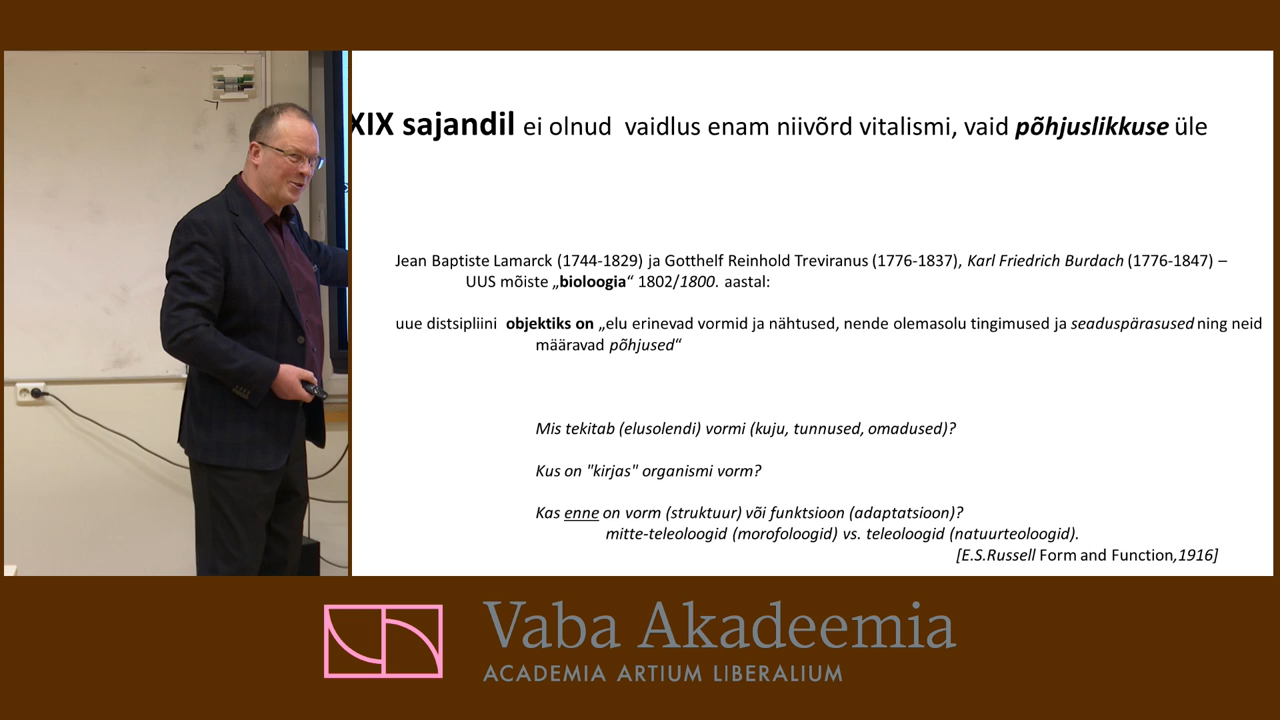 XIX sajandil ei olnud vaidlus enam niivõrd vitalismi, vaid põhjuslikkuse üle
Jean Baptiste Lamarck (1744-1829) ja Gotthelf Reinhold Treviranus (1776-1837), Karl Friedrich Burdach (1776-1847) –
UUS mõiste „bioloogia“ 1802/1800. aastal:
uue distsipliini objektiks on „elu erinevad vormid ja nähtused, nende olemasolu tingimused ja seaduspärasused ning neid
määravad põhjused“
Mis tekitab (elusolendi) vormi (kuju, tunnused, omadused)?
Kus on "kirjas" organismi vorm?
Kas enne on vorm (struktuur) või funktsioon (adaptatsioon)?
mitte-teleoloogid (morofoloogid) vs. teleoloogid (natuurteoloogid).
[E.S.Russell Form and Function,1916]
Vaba Akadeemia
ACADEMIA ARTIUM LIBERALIUM